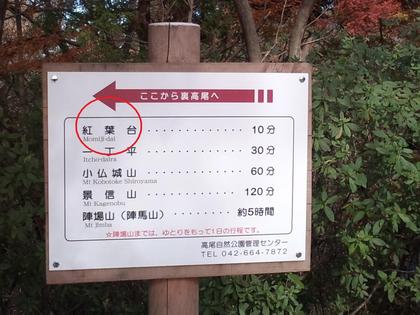 ここから裏高尾へ
紅葉台 ・・・・・・・・・・・・・・ 10分
Momiji-dai
一丁平 ・・・・・・・・・・・・・・ 30分
Itcho-daira
小仏城山 ・・・・・・・・・・・・ 60分
Mt Kobotoke Shiroyama
景信山 ・・・・・・・・・・・・・ 120分
Mt Kagenobu
陣場山（陣馬山）・・・・・・・ 約5時間
Mt Jimba
☆陣場山までは、ゆとりをもって1日の行程です。
高尾自然公園管理センター
TEL 042-664-7872